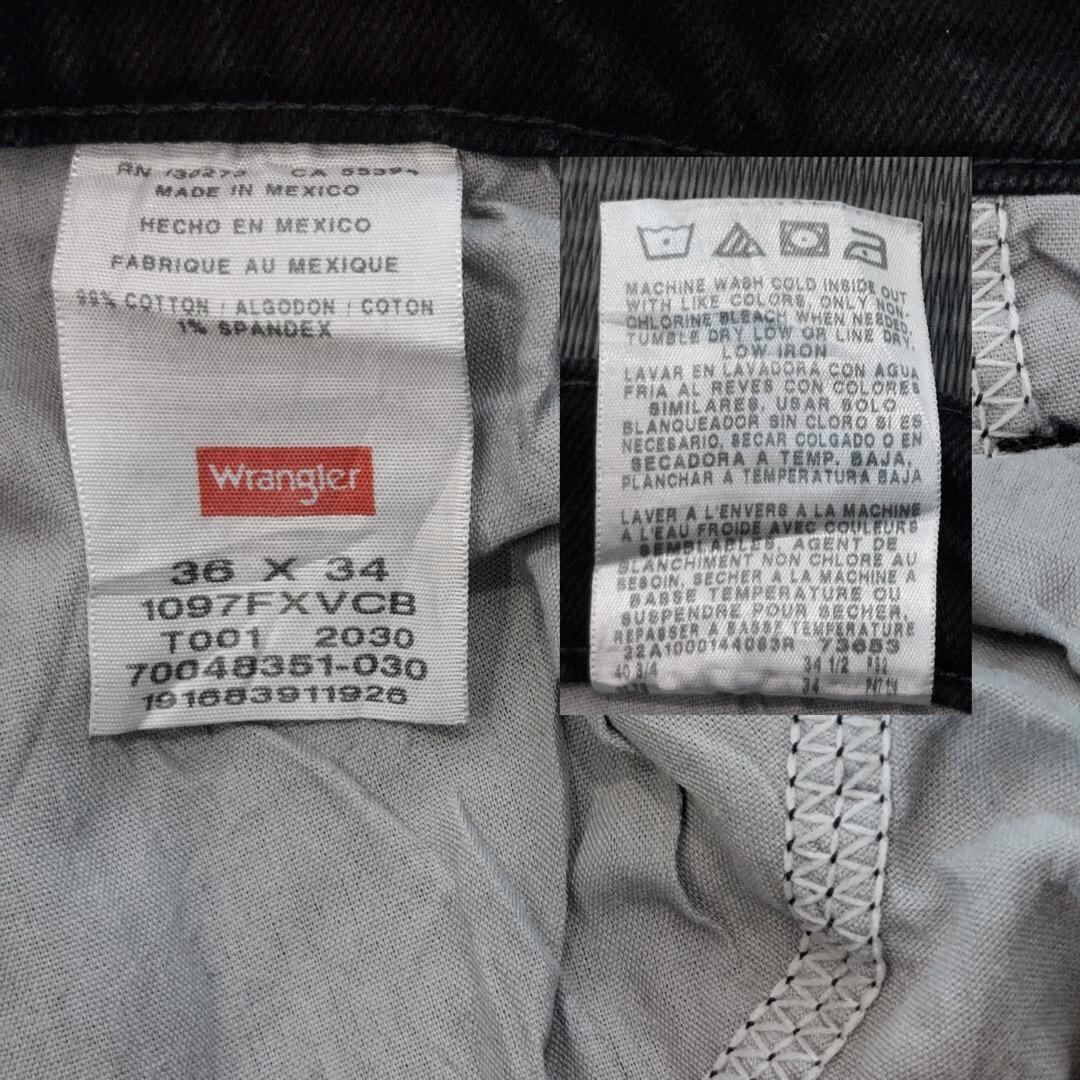 MADE IN MEXICO
HECHO EN MEXICO
FABRIQUE AU MEXIQUE
99% COTTON / ALGODON / COTON
1% SPANDEX
Wrangler
36 X 34
1097FXVCB
T001 2030
70048351-030
191683911926
MACHINE WASH COLD INSIDE OUT
WITH LIKE COLORS, ONLY NON-
CHLORINE BLEACH WHEN NEEDED,
TUMBLE DRY LOW OR LINE DRY,
LOW IRON
LAVAR EN LAVADORA CON AGUA
FRIA AL REVES CON COLORES
SIMILARES, USAR SOLO
BLANQUEADOR SIN CLORO SI ES
NECESARIO, SECAR COLGADO O EN
SECADORA A TEMP. BAJA,
PLANCHAR A TEMPERATURA BAJA
LAVER A L'ENVERS A LA MACHINE
A L'EAU FROIDE AVEC COULEURS
SEMBLABLES, AGENT DE
BLANCHIMENT NON CHLORE AU
BESOIN, SECHER A LA MACHINE A
BASSE TEMPERATURE OU
SUSPENDRE POUR SECHER,
REPASSER A BASSE TEMPERATURE
73653
40 3/4 34 1/2
34